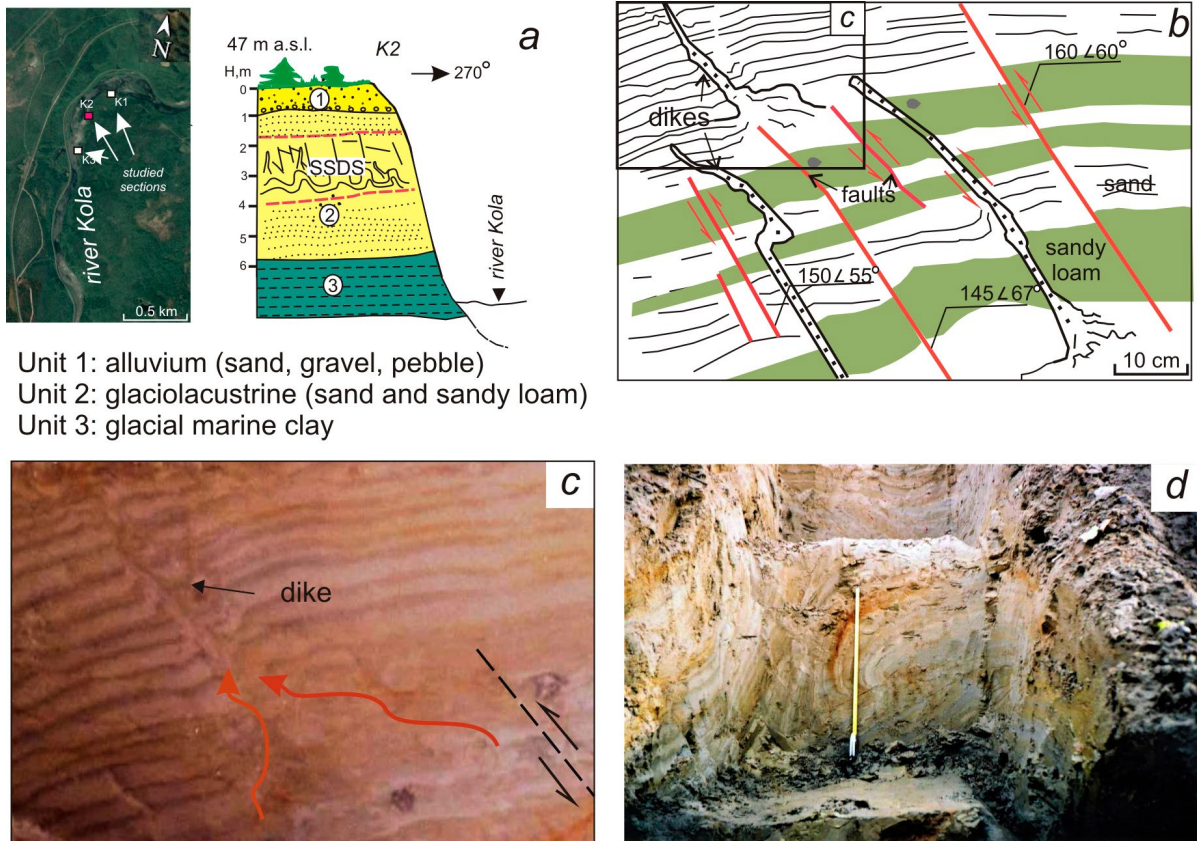 N
K1
K2
K3
studied
sections
river Kola
0.5 km
a
47 m a.s.l.
K2
H,m
270°
0
1
2
3
4
5
6
1
SSDS
2
3
river Kola
Unit 1: alluvium (sand, gravel, pebble)
Unit 2: glaciolacustrine (sand and sandy loam)
Unit 3: glacial marine clay
b
c
160∠60°
dikes
faults
sand
sandy
loam
150∠55°
145∠67°
10 cm
c
dike
d